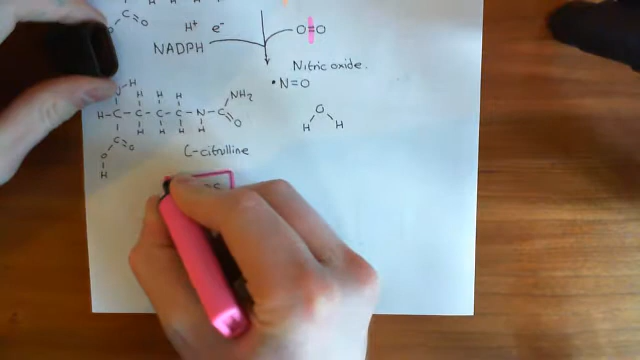 C O
O
H
H
H
H⁺ e⁻
O=O
NADPH
Nitric oxide.
•N=O
H
N
H H H
NH₂
H-C-C-C-C-N-C
O
H H H H
O
H H
C O
O
H
L-citrulline